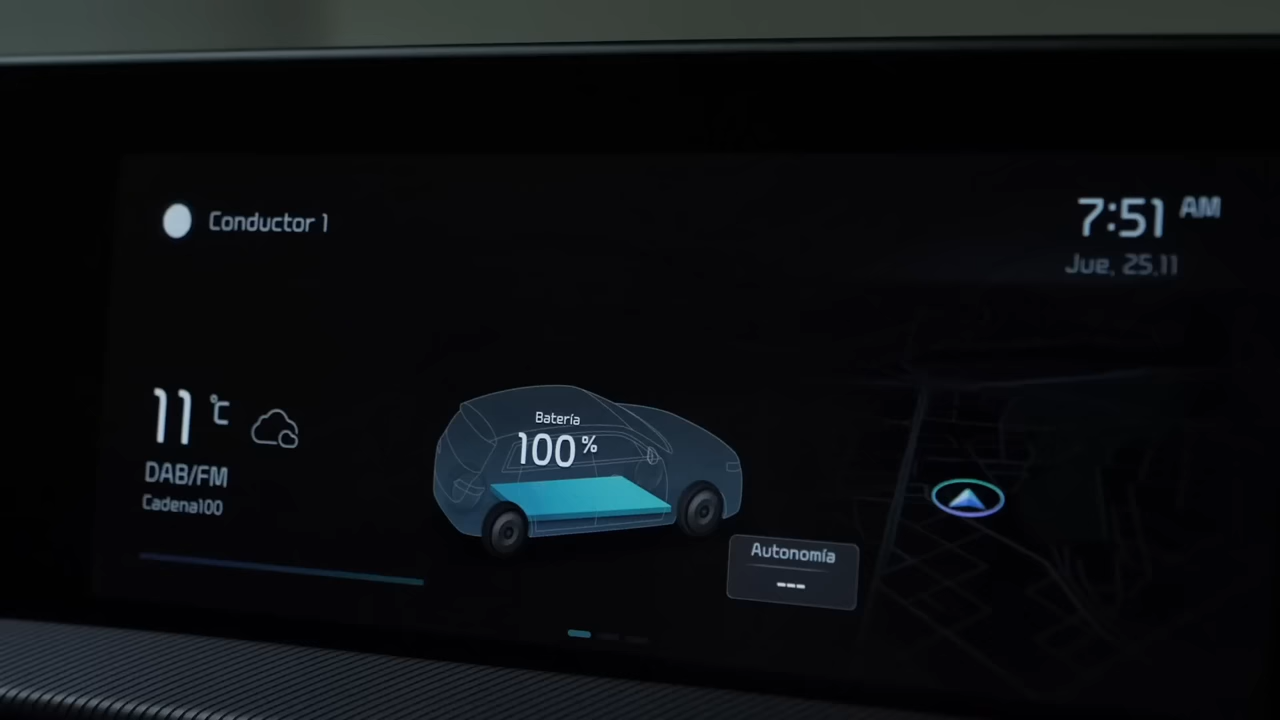 Conductor 1
7:51 AM
Jue, 25,11
11 °C
DAB/FM
Cadena100
Batería
100%
Autonomía
---